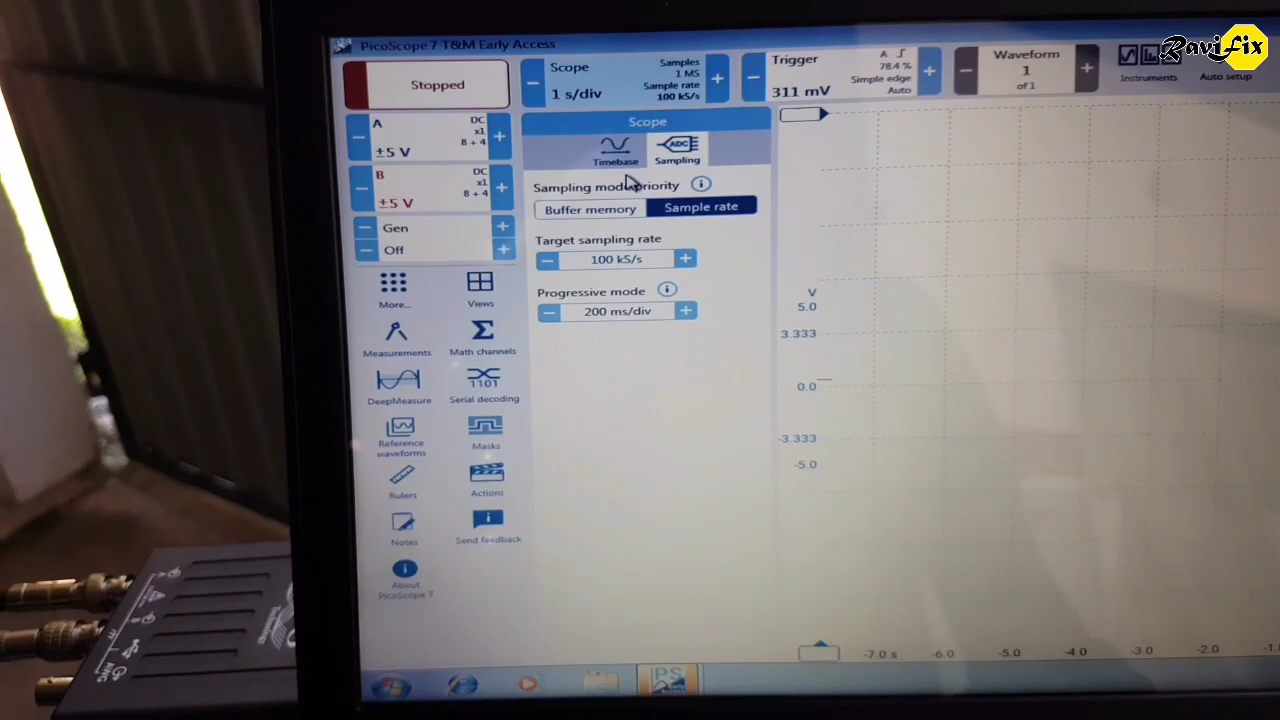 RaviFix
PicoScope 7 T&M Early Access
Stopped
Scope
1 s/div
Samples
1 MS
Sample rate
100 kS/s
Trigger
311 mV
A
78.4 %
Simple edge
Auto
Waveform
1
of 1
Instruments
Auto setup
A
±5 V
DC
x1
8 + 4
B
±5 V
DC
x1
8 + 4
Gen
Off
Scope
Timebase
ADC
Sampling
Sampling mode priority
Buffer memory
Sample rate
Target sampling rate
100 kS/s
Progressive mode
200 ms/div
More...
Views
Measurements
Math channels
DeepMeasure
1101
Serial decoding
Reference
waveforms
Masks
Rulers
Actions
Notes
Send feedback
About
PicoScope 7
V
5.0
3.333
0.0
-3.333
-5.0
-7.0 s
-6.0
-5.0
-4.0
-3.0
-2.0
PS
Technology
AWG